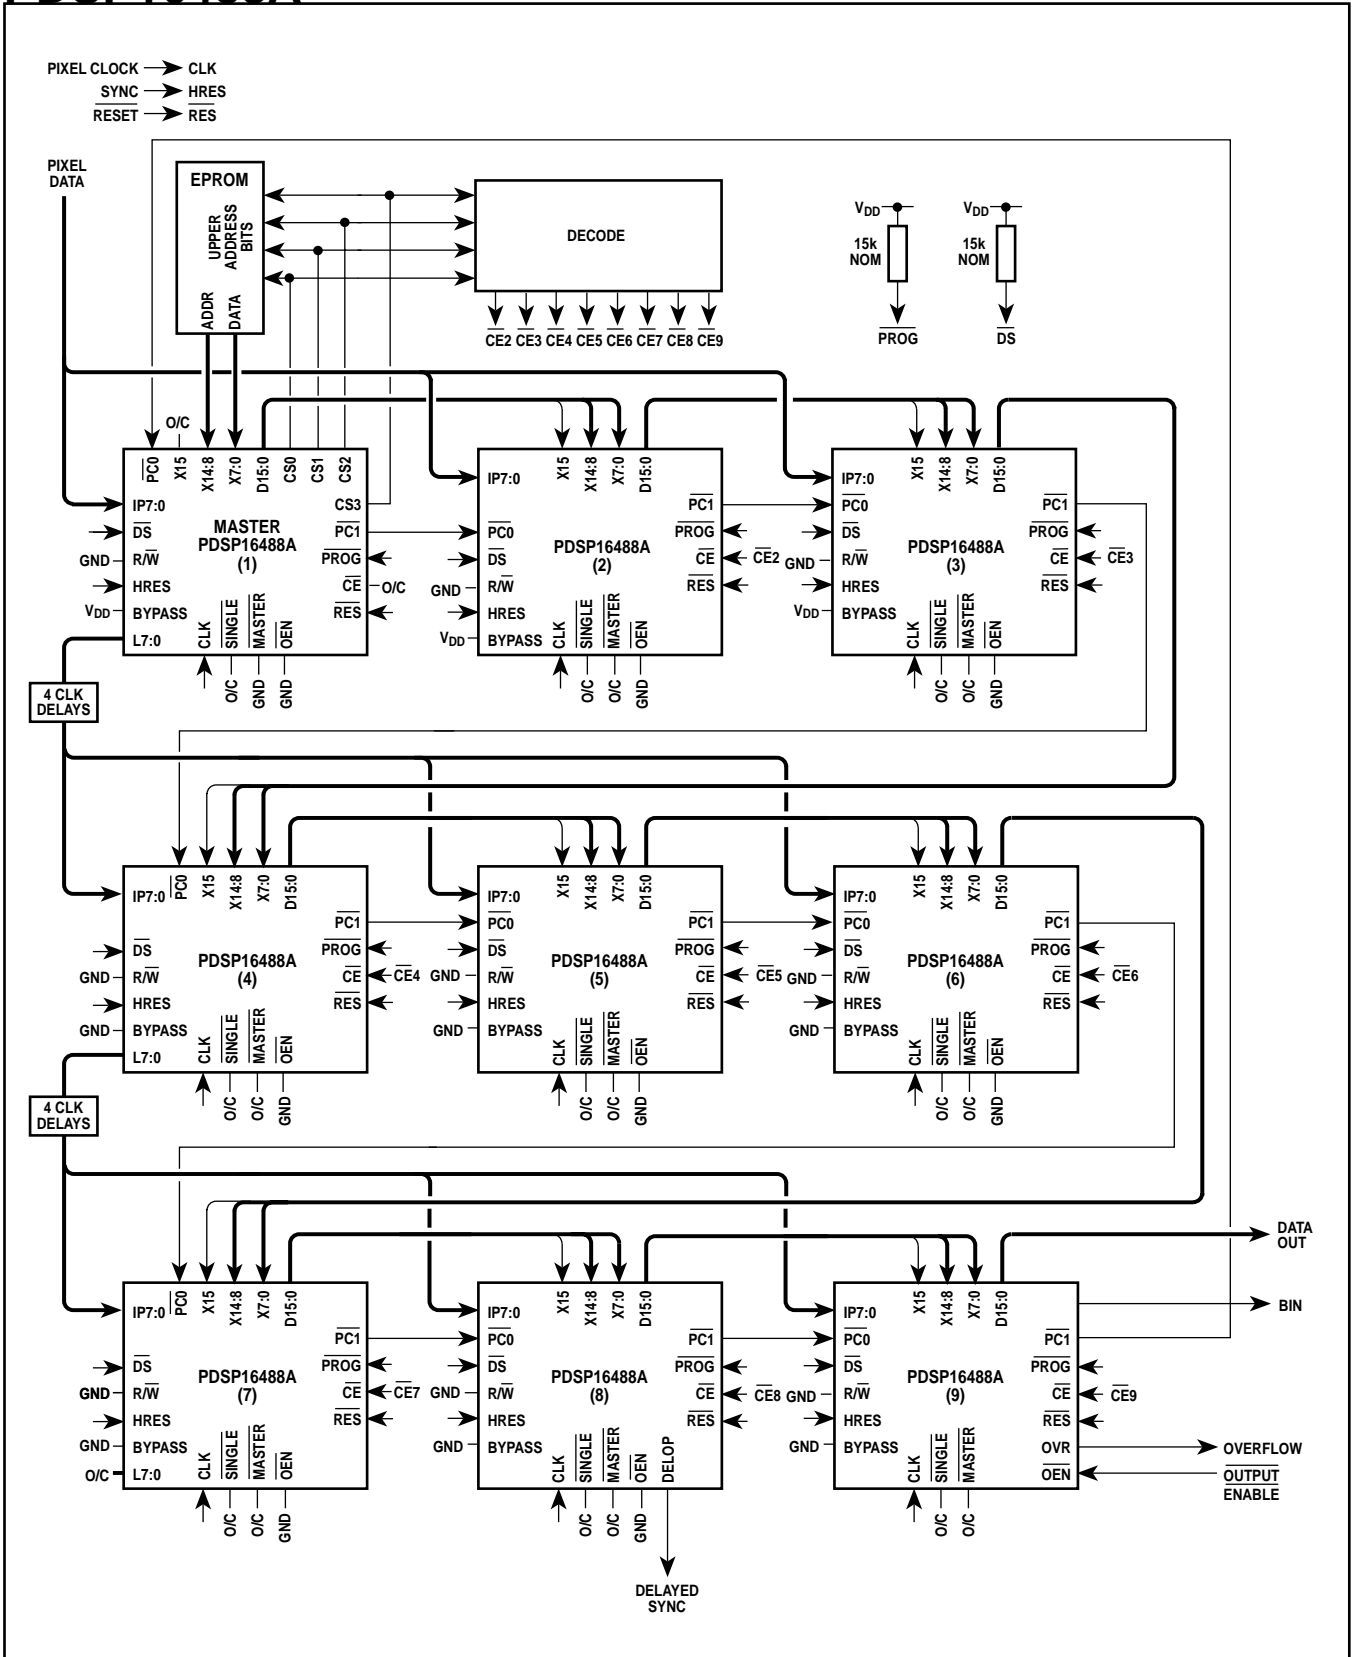 PDSP16488A
PIXEL CLOCK CLK
SYNC HRES
RESET RES
PIXEL
DATA
EPROM
UPPER
ADDRESS
BITS
ADDR
DATA
DECODE
CE2 CE3 CE4 CE5 CE6 CE7 CE8 CE9
VDD
15k
NOM
PROG
VDD
15k
NOM
DS
O/C
PC0 X15 X14:8 X7:0 D15:0 CS0 CS1 CS2
IP7:0 CS3
MASTER
PDSP16488A
(1)
DS PC1
GND R/W PROG
HRES CE O/C
VDD BYPASS RES
L7:0
CLK SINGLE MASTER OEN
O/C GND GND
X15 X14:8 X7:0 D15:0
IP7:0 PC1
PC0 PROG
PDSP16488A
(2)
DS CE CE2
GND R/W RES
HRES
VDD BYPASS
CLK SINGLE MASTER OEN
O/C O/C GND
X15 X14:8 X7:0 D15:0
IP7:0 PC1
PC0 PROG
PDSP16488A
(3)
DS CE CE3
GND R/W RES
HRES
VDD BYPASS
CLK SINGLE MASTER OEN
O/C O/C GND
4 CLK
DELAYS
PC0 X15 X14:8 X7:0 D15:0
IP7:0 PC1
PDSP16488A
(4)
DS PROG
GND R/W CE CE4
HRES RES
GND BYPASS
L7:0
CLK SINGLE MASTER OEN
O/C O/C GND
X15 X14:8 X7:0 D15:0
IP7:0 PC1
PC0 PROG
PDSP16488A
(5)
DS CE CE5
GND R/W RES
HRES
GND BYPASS
CLK SINGLE MASTER OEN
O/C O/C GND
X15 X14:8 X7:0 D15:0
IP7:0 PC1
PC0 PROG
PDSP16488A
(6)
DS CE CE6
GND R/W RES
HRES
GND BYPASS
CLK SINGLE MASTER OEN
O/C O/C GND
4 CLK
DELAYS
PC0 X15 X14:8 X7:0 D15:0
IP7:0 PC1
PDSP16488A
(7)
DS PROG
GND R/W CE CE7
HRES RES
GND BYPASS
O/C L7:0
CLK SINGLE MASTER OEN
O/C O/C GND
X15 X14:8 X7:0 D15:0
IP7:0 PC1
PC0 PROG
PDSP16488A
(8)
DS CE CE8
GND R/W RES
HRES
GND BYPASS
CLK SINGLE MASTER OEN DELOP
O/C O/C GND
DELAYED
SYNC
X15 X14:8 X7:0 D15:0
DATA
OUT
IP7:0 BIN
PC0 PC1
PDSP16488A
(9)
DS PROG
GND R/W CE CE9
HRES RES
GND BYPASS OVR OVERFLOW
OEN OUTPUT
ENABLE
CLK SINGLE MASTER
O/C O/C